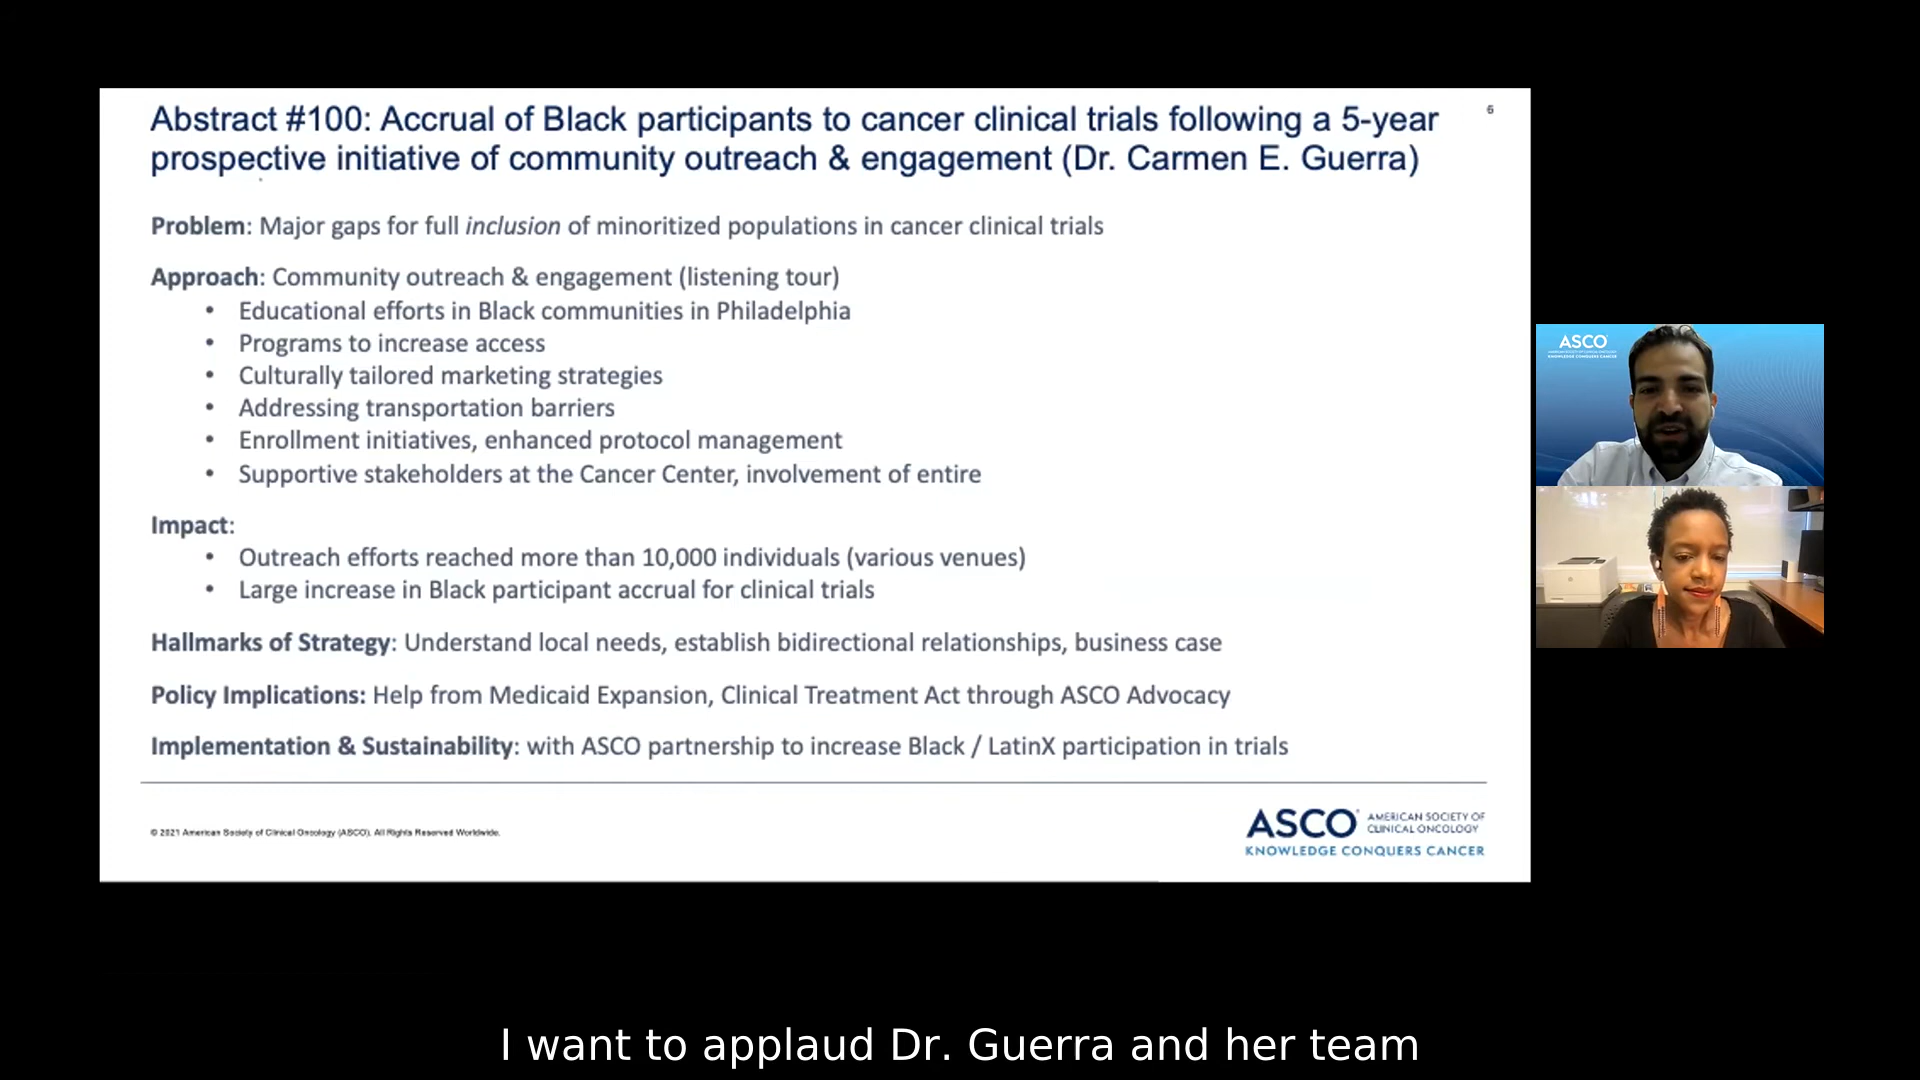 Abstract #100: Accrual of Black participants to cancer clinical trials following a 5-year
prospective initiative of community outreach & engagement (Dr. Carmen E. Guerra)
6
Problem: Major gaps for full inclusion of minoritized populations in cancer clinical trials
Approach: Community outreach & engagement (listening tour)
• Educational efforts in Black communities in Philadelphia
• Programs to increase access
• Culturally tailored marketing strategies
• Addressing transportation barriers
• Enrollment initiatives, enhanced protocol management
• Supportive stakeholders at the Cancer Center, involvement of entire
Impact:
• Outreach efforts reached more than 10,000 individuals (various venues)
• Large increase in Black participant accrual for clinical trials
Hallmarks of Strategy: Understand local needs, establish bidirectional relationships, business case
Policy Implications: Help from Medicaid Expansion, Clinical Treatment Act through ASCO Advocacy
Implementation & Sustainability: with ASCO partnership to increase Black / LatinX participation in trials
© 2021 American Society of Clinical Oncology (ASCO). All Rights Reserved Worldwide.
ASCO® AMERICAN SOCIETY OF
CLINICAL ONCOLOGY
KNOWLEDGE CONQUERS CANCER
ASCO
KNOWLEDGE CONQUERS CANCER
I want to applaud Dr. Guerra and her team